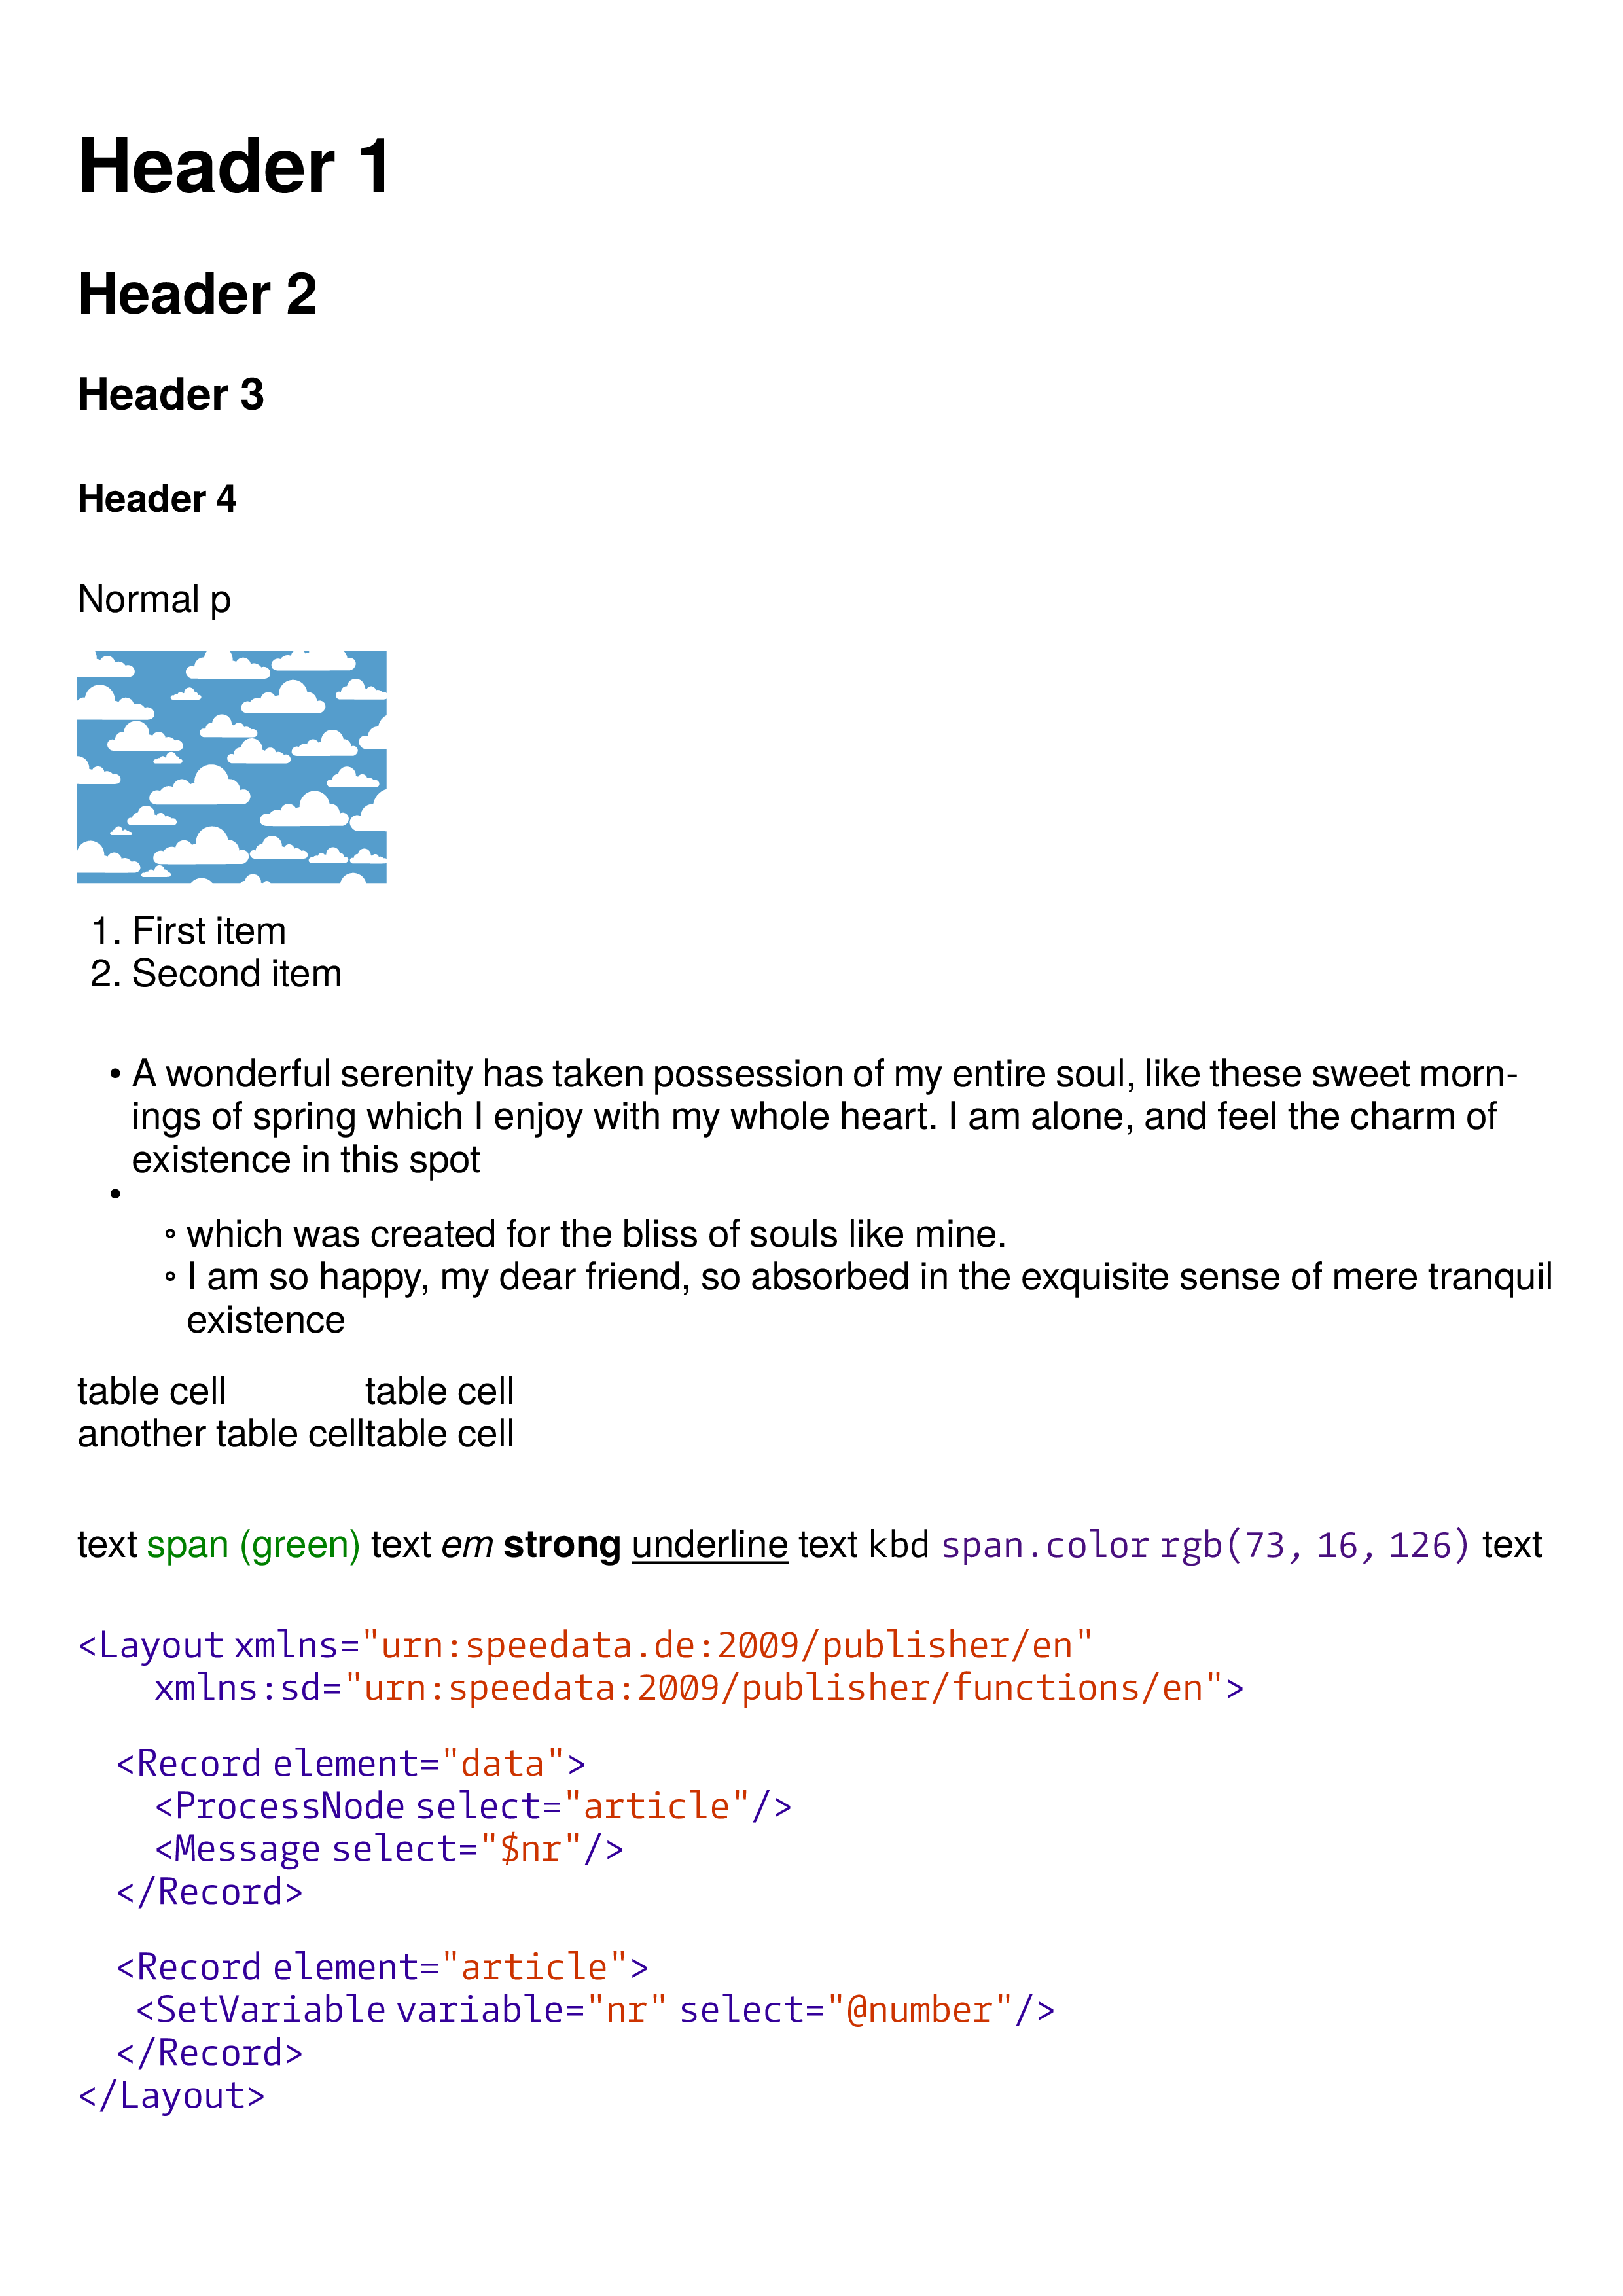 Header 1
Header 2
Header 3
Header 4
Normal p
1. First item
2. Second item
• A wonderful serenity has taken possession of my entire soul, like these sweet morn-
ings of spring which I enjoy with my whole heart. I am alone, and feel the charm of
existence in this spot
•
◦ which was created for the bliss of souls like mine.
◦ I am so happy, my dear friend, so absorbed in the exquisite sense of mere tranquil
existence
table cell table cell
another table celltable cell
text span (green) text em strong underline text kbd span.color rgb(73, 16, 126) text
<Layout xmlns="urn:speedata.de:2009/publisher/en"
    xmlns:sd="urn:speedata:2009/publisher/functions/en">
  <Record element="data">
    <ProcessNode select="article"/>
    <Message select="$nr"/>
  </Record>
  <Record element="article">
   <SetVariable variable="nr" select="@number"/>
  </Record>
</Layout>